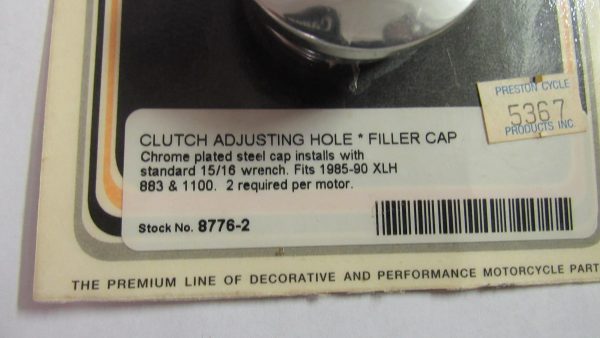 PRESTON CYCLE
5367
PRODUCTS INC
CLUTCH ADJUSTING HOLE * FILLER CAP
Chrome plated steel cap installs with
standard 15/16 wrench. Fits 1985-90 XLH
883 & 1100. 2 required per motor.
Stock No. 8776-2
THE PREMIUM LINE OF DECORATIVE AND PERFORMANCE MOTORCYCLE PART